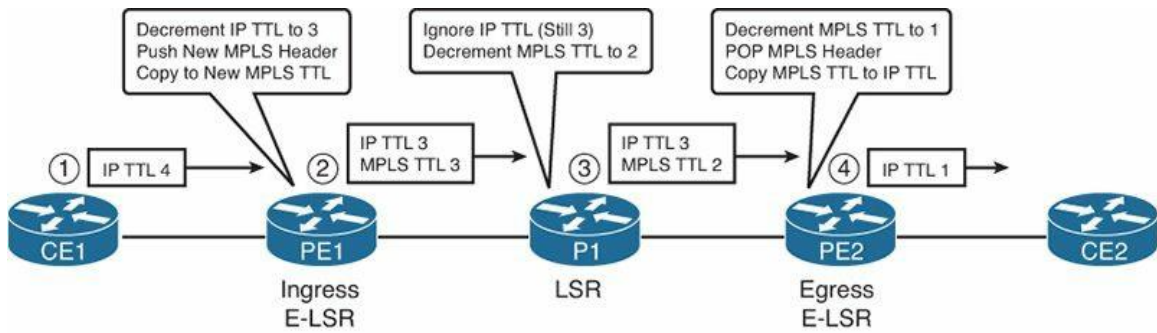 Decrement IP TTL to 3
Push New MPLS Header
Copy to New MPLS TTL
Ignore IP TTL (Still 3)
Decrement MPLS TTL to 2
Decrement MPLS TTL to 1
POP MPLS Header
Copy MPLS TTL to IP TTL
1
IP TTL 4
2
IP TTL 3
MPLS TTL 3
3
IP TTL 3
MPLS TTL 2
4
IP TTL 1
CE1
PE1
P1
PE2
CE2
Ingress
E-LSR
LSR
Egress
E-LSR